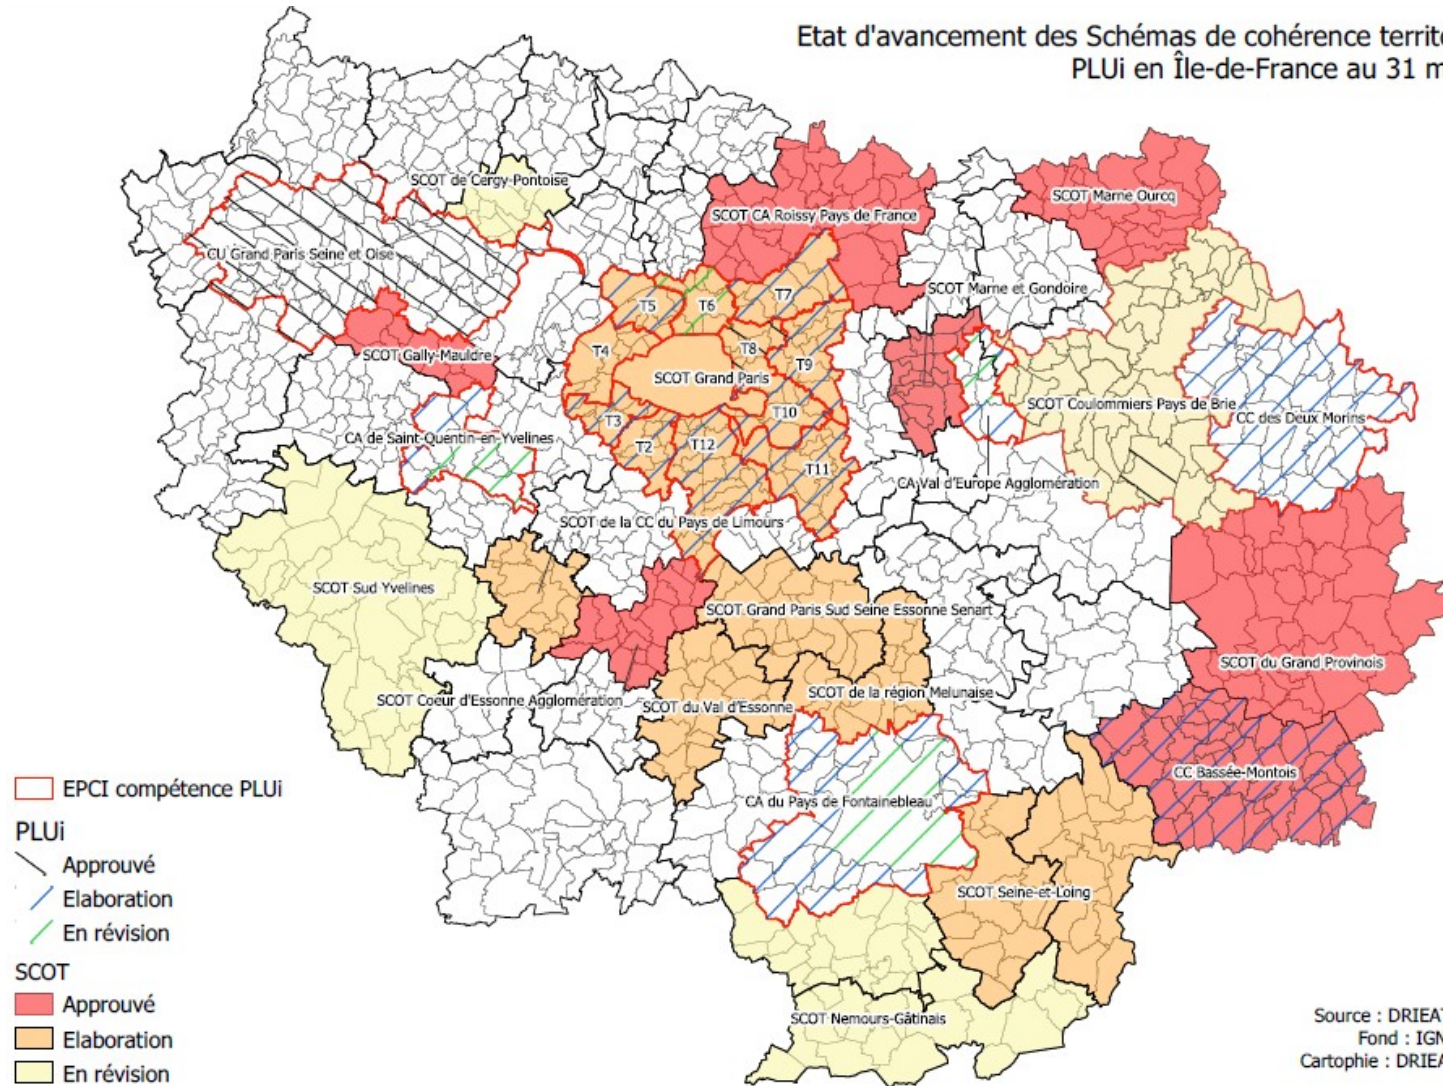 Etat d'avancement des Schémas de cohérence
PLUi en Île-de-France au 31
SCOT de Cergy-Pontoise
SCOT CA Roissy Pays de France
SCOT Marne Ourcq
CU Grand Paris Seine et Oise
SCOT Marne et Gondoire
T5
T6
T7
SCOT Gally-Mauldre
T4
T8
T9
SCOT Grand Paris
SCOT Coulommiers Pays de Brie
CC des Deux Morins
T3
T10
CA de Saint-Quentin-en-Yvelines
T2
T12
T11
CA Val d'Europe Agglomération
SCOT de la CC du Pays de Limours
SCOT Sud Yvelines
SCOT Grand Paris Sud Seine Essonne Senart
SCOT du Grand Provinois
SCOT Coeur d'Essonne Agglomération
SCOT du Val d'Essonne
SCOT de la région Melunaise
CC Bassée-Montois
CA du Pays de Fontainebleau
SCOT Seine-et-Loing
SCOT Nemours-Gâtinais
EPCI compétence PLUi
PLUi
Approuvé
Elaboration
En révision
SCOT
Approuvé
Elaboration
En révision
Source :
Fond :
Cartophie :